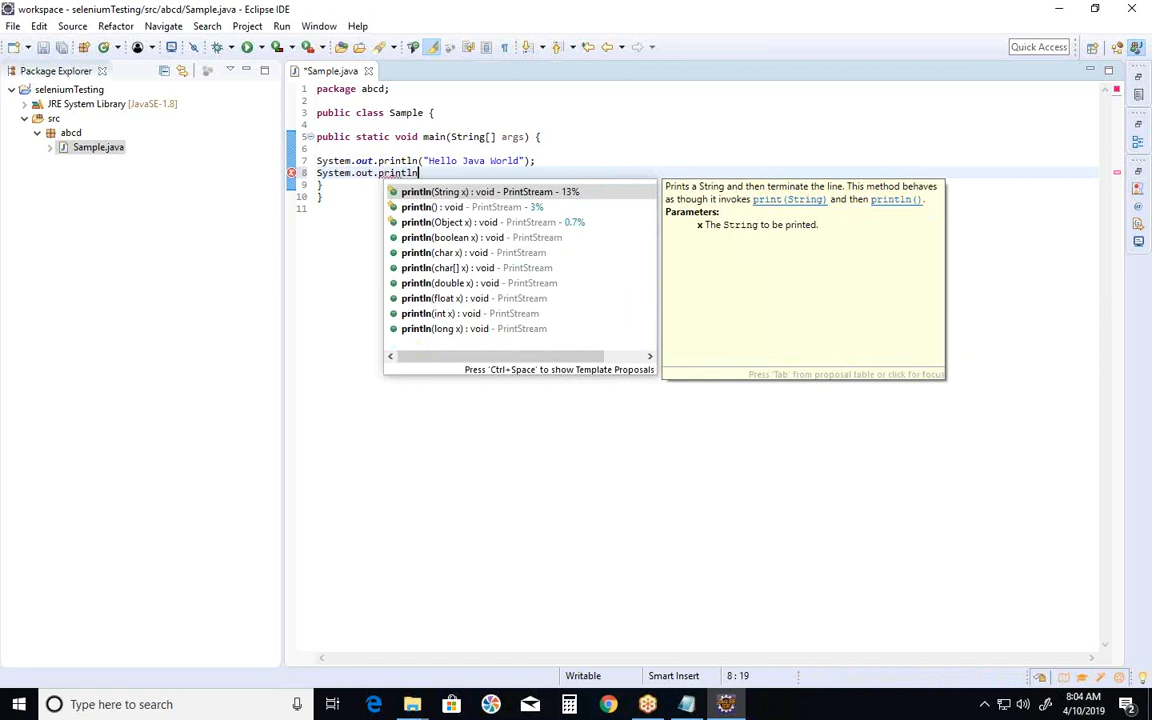 workspace - seleniumTesting/src/abcd/Sample.java - Eclipse IDE
File Edit Source Refactor Navigate Search Project Run Window Help
Quick Access
Package Explorer
*Sample.java
seleniumTesting
JRE System Library [JavaSE-1.8]
src
abcd
Sample.java
1 package abcd;
2
3 public class Sample {
4
5 public static void main(String[] args) {
6
7 System.out.println("Hello Java World");
8 System.out.println
9 }
10 }
11
println(String x) : void - PrintStream - 13%
println() : void - PrintStream - 3%
println(Object x) : void - PrintStream - 0.7%
println(boolean x) : void - PrintStream
println(char x) : void - PrintStream
println(char[] x) : void - PrintStream
println(double x) : void - PrintStream
println(float x) : void - PrintStream
println(int x) : void - PrintStream
println(long x) : void - PrintStream
Press 'Ctrl+Space' to show Template Proposals
Prints a String and then terminate the line. This method behaves
as though it invokes print(String) and then println().
Parameters:
x The String to be printed.
Press 'Tab' from proposal table or click for focus
Writable Smart Insert 8 : 19
Type here to search
8:04 AM
4/10/2019
2